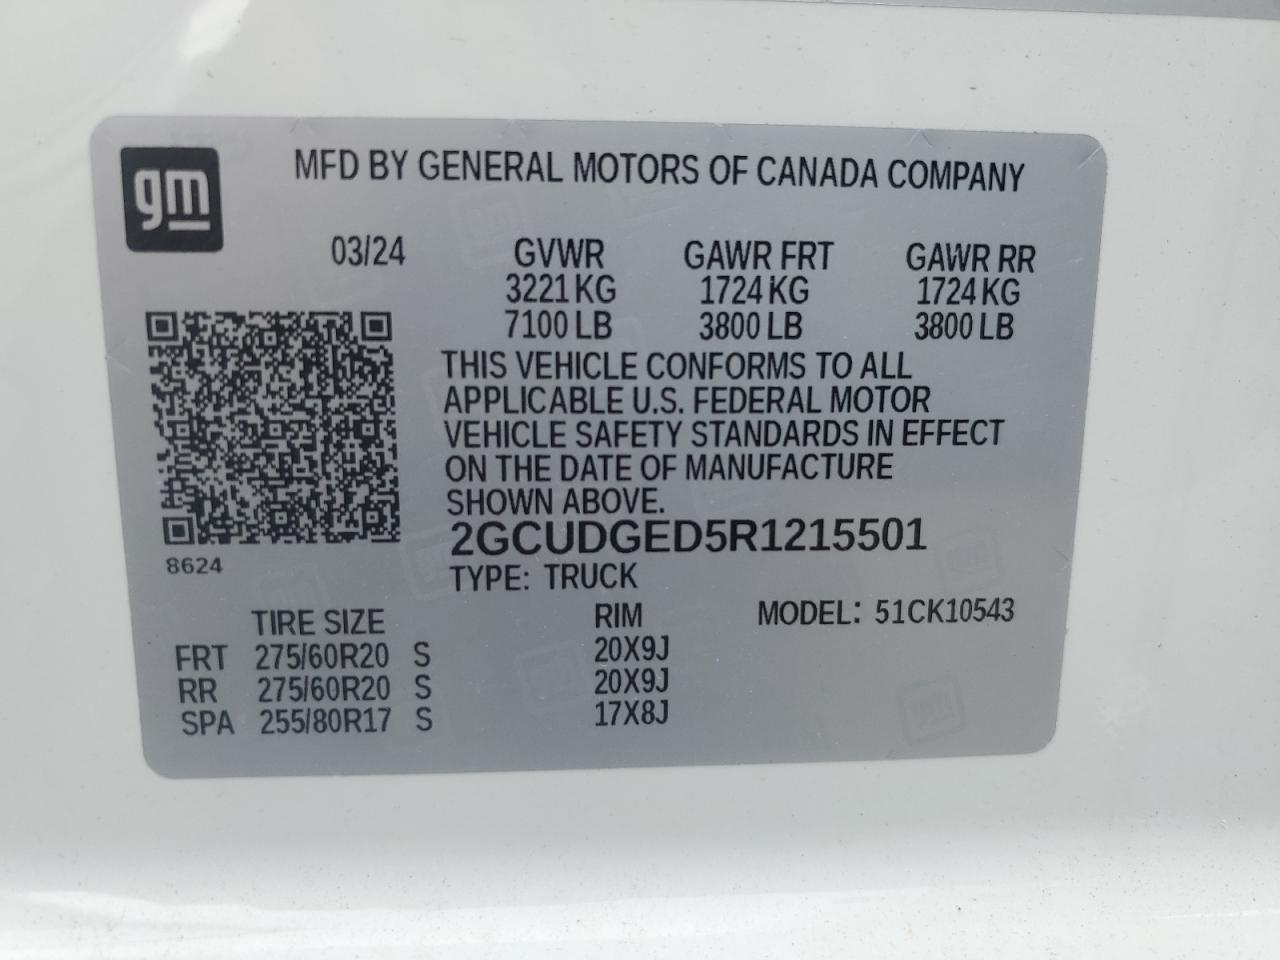 gm
MFD BY GENERAL MOTORS OF CANADA COMPANY
03/24 GVWR GAWR FRT GAWR RR
3221 KG 1724 KG 1724 KG
7100 LB 3800 LB 3800 LB
THIS VEHICLE CONFORMS TO ALL
APPLICABLE U.S. FEDERAL MOTOR
VEHICLE SAFETY STANDARDS IN EFFECT
ON THE DATE OF MANUFACTURE
SHOWN ABOVE.
2GCUDGED5R1215501
8624
TYPE: TRUCK
TIRE SIZE RIM MODEL: 51CK10543
FRT 275/60R20 S 20X9J
RR 275/60R20 S 20X9J
SPA 255/80R17 S 17X8J